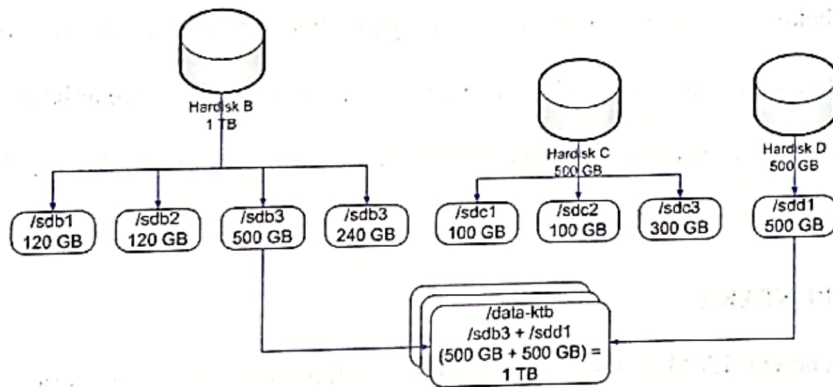 Hardisk B
1 TB
Hardisk C
500 GB
Hardisk D
500 GB
/sdb1
120 GB
/sdb2
120 GB
/sdb3
500 GB
/sdb3
240 GB
/sdc1
100 GB
/sdc2
100 GB
/sdc3
300 GB
/sdd1
500 GB
/data-ktb
/sdb3 + /sdd1
(500 GB + 500 GB) =
1 TB